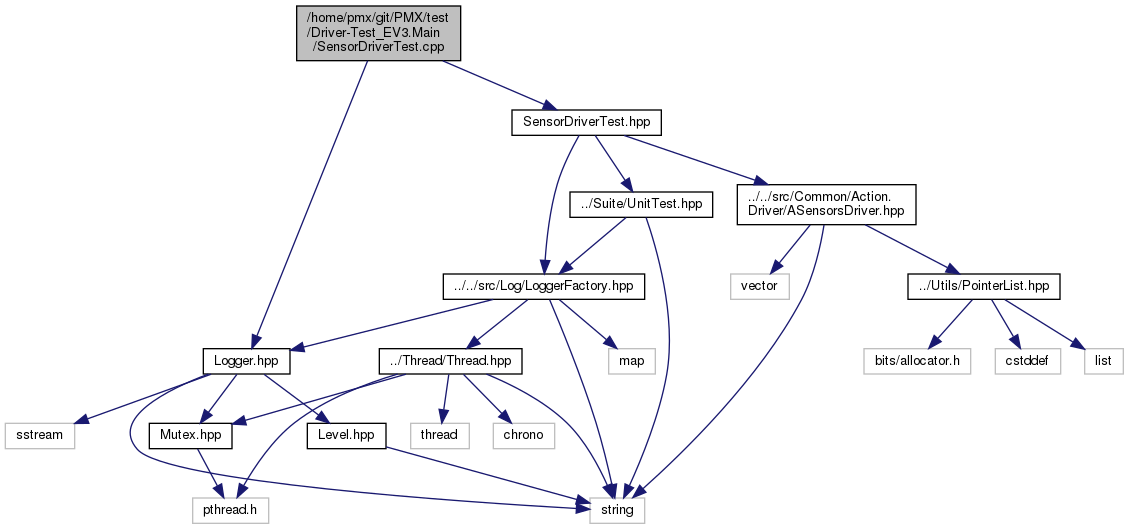 /home/pmx/git/PMX/test
/Driver-Test_EV3.Main
/SensorDriverTest.cpp
SensorDriverTest.hpp
../Suite/UnitTest.hpp
../../src/Common/Action.
Driver/ASensorsDriver.hpp
../../src/Log/LoggerFactory.hpp
vector
../Utils/PointerList.hpp
Logger.hpp
../Thread/Thread.hpp
map
bits/allocator.h
cstddef
list
sstream
Mutex.hpp
Level.hpp
thread
chrono
pthread.h
string